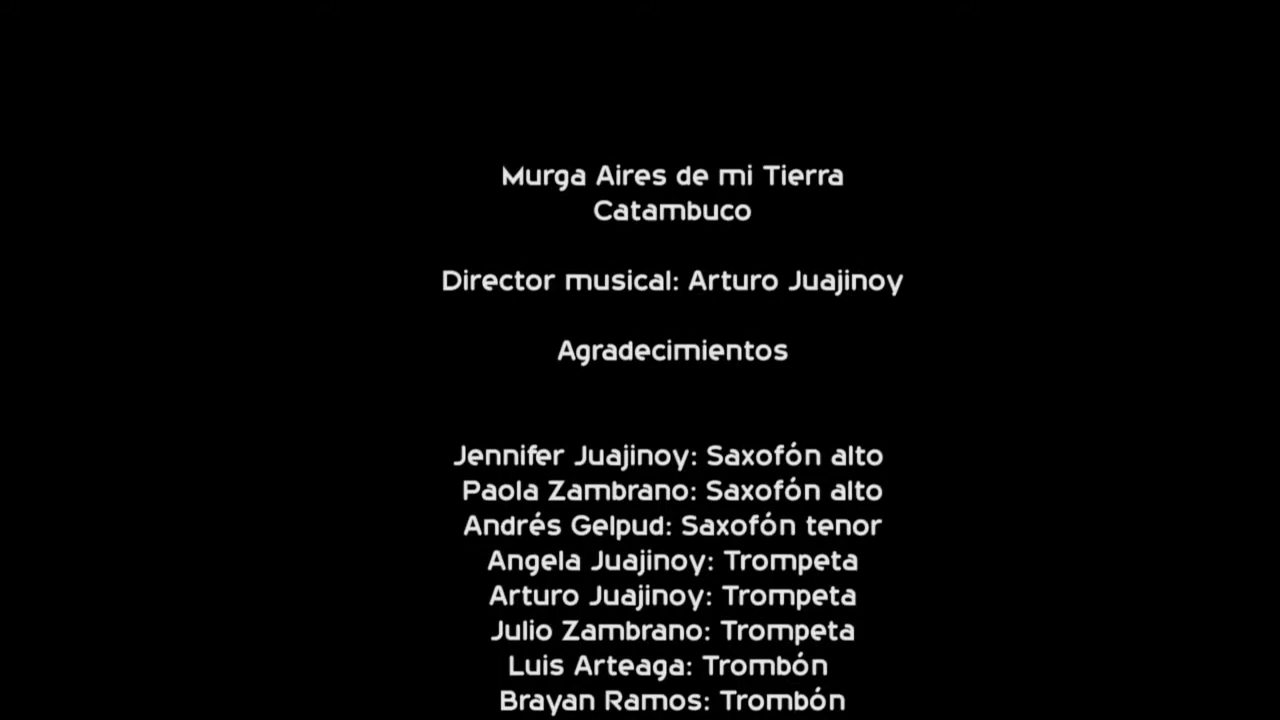 Murga Aires de mi Tierra
Catambuco
Director musical: Arturo Juajinoy
Agradecimientos
Jennifer Juajinoy: Saxofón alto
Paola Zambrano: Saxofón alto
Andrés Gelpud: Saxofón tenor
Angela Juajinoy: Trompeta
Arturo Juajinoy: Trompeta
Julio Zambrano: Trompeta
Luis Arteaga: Trombón
Brayan Ramos: Trombón